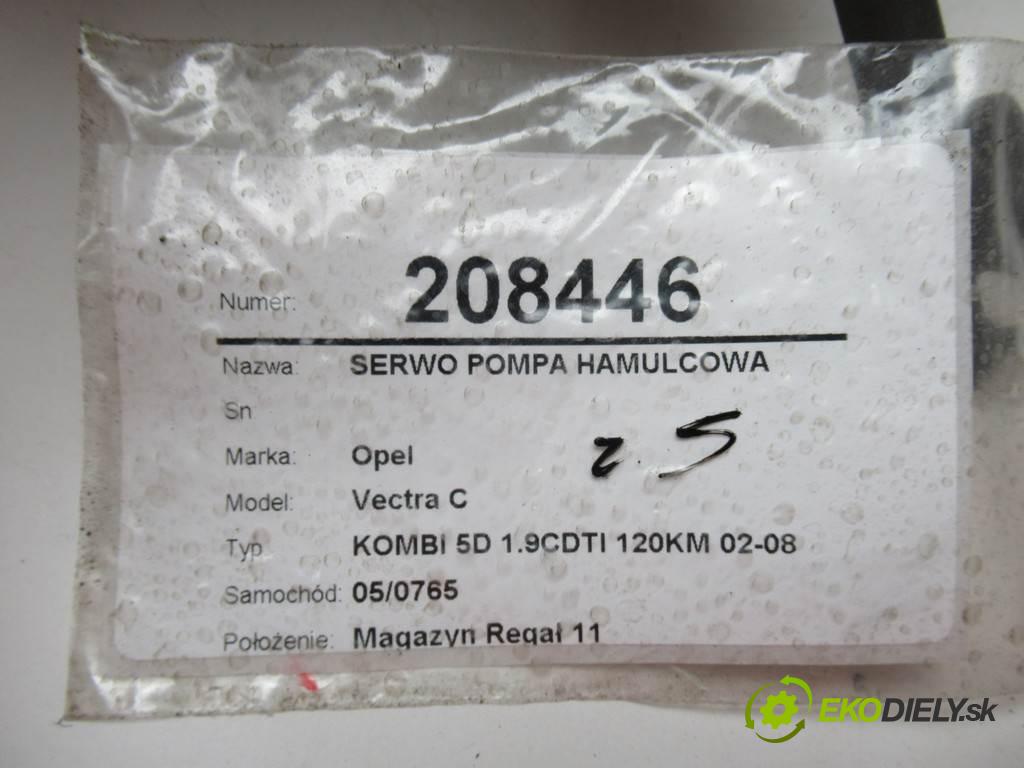 Numer: 208446
Nazwa: SERWO POMPA HAMULCOWA
Sn
Marka: Opel
2 5
Model: Vectra C
Typ KOMBI 5D 1.9CDTI 120KM 02-08
Samochód: 05/0765
Położenie: Magazyn Regał 11
EKODIELY.sk